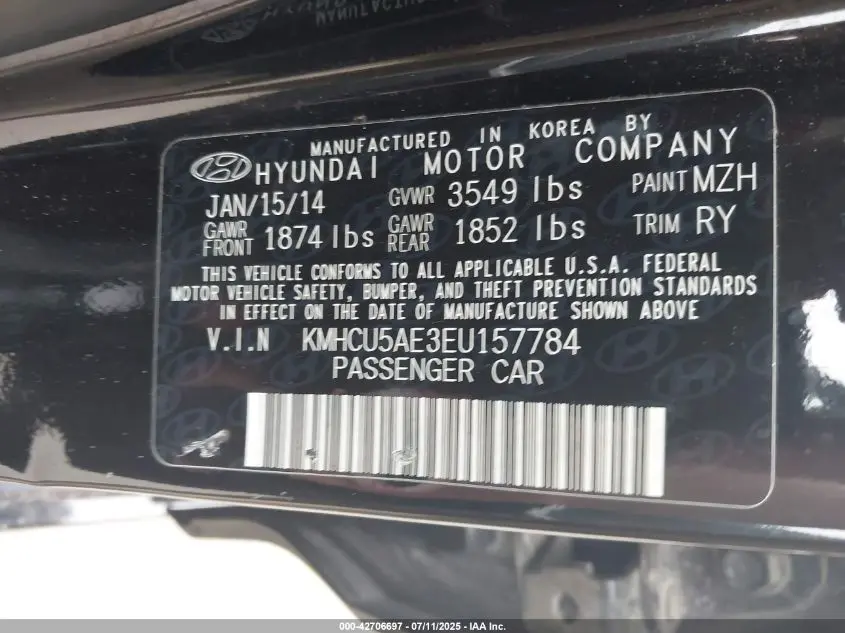 MANUFACTURED IN KOREA BY
HYUNDAI MOTOR COMPANY
JAN/15/14 GVWR 3549 lbs PAINT MZH
GAWR FRONT 1874 lbs GAWR REAR 1852 lbs TRIM RY
THIS VEHICLE CONFORMS TO ALL APPLICABLE U.S.A. FEDERAL
MOTOR VEHICLE SAFETY, BUMPER, AND THEFT PREVENTION STANDARDS
IN EFFECT ON THE DATE OF MANUFACTURE SHOWN ABOVE
V.I.N KMHCU5AE3EU157784
PASSENGER CAR
000-42706697 - 07/11/2025 - IAA Inc.